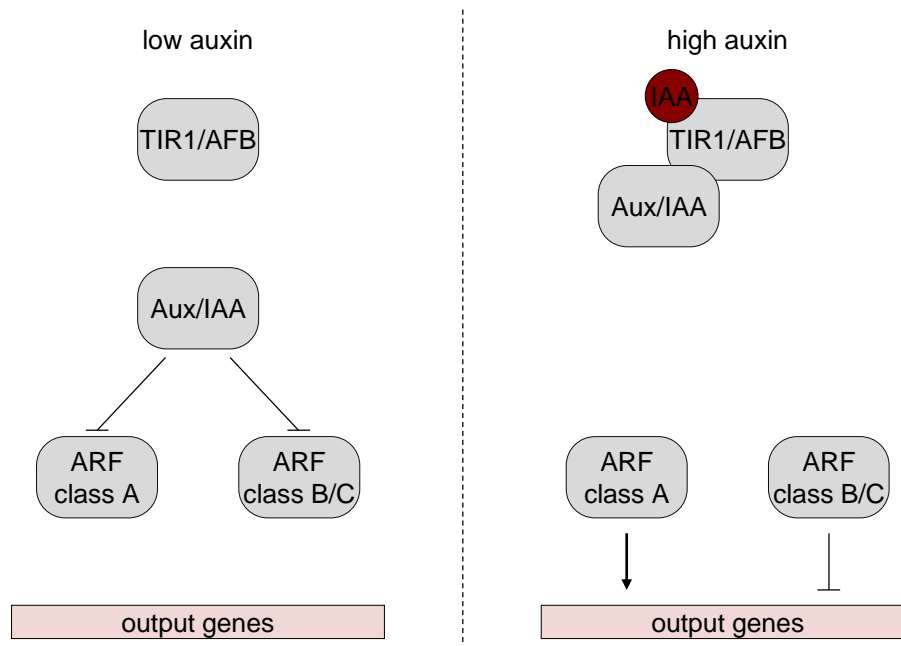 low auxin
TIR1/AFB
Aux/IAA
ARF
class A
ARF
class B/C
output genes
high auxin
IAA
TIR1/AFB
Aux/IAA
ARF
class A
ARF
class B/C
output genes